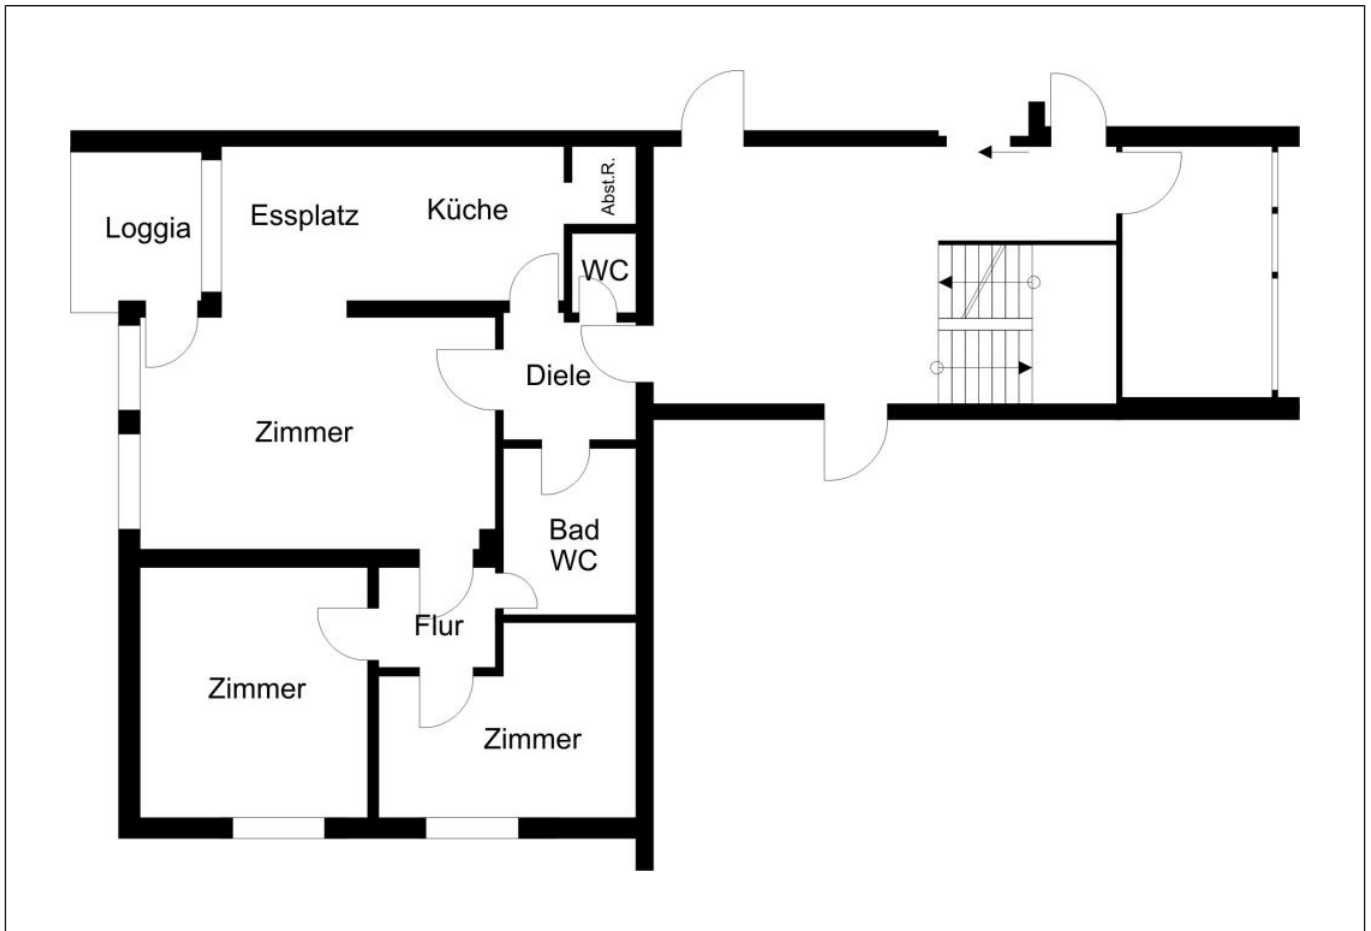 Loggia
Essplatz
Küche
Abst.R.
WC
Diele
Zimmer
Bad
WC
Flur
Zimmer
Zimmer